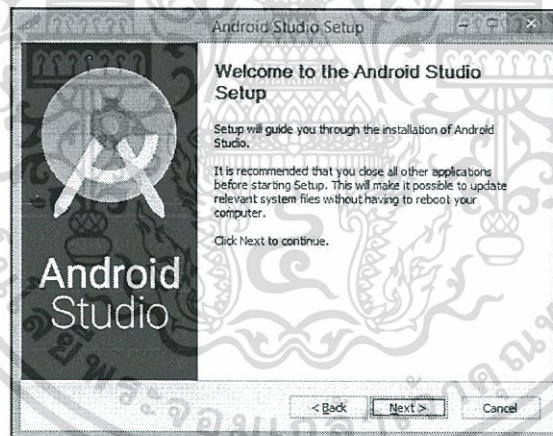 Android Studio Setup
Welcome to the Android Studio
Setup
Setup will guide you through the installation of Android
Studio.
It is recommended that you close all other applications
before starting Setup. This will make it possible to update
relevant system files without having to reboot your
computer.
Click Next to continue.
Android
Studio
< Back
Next >
Cancel